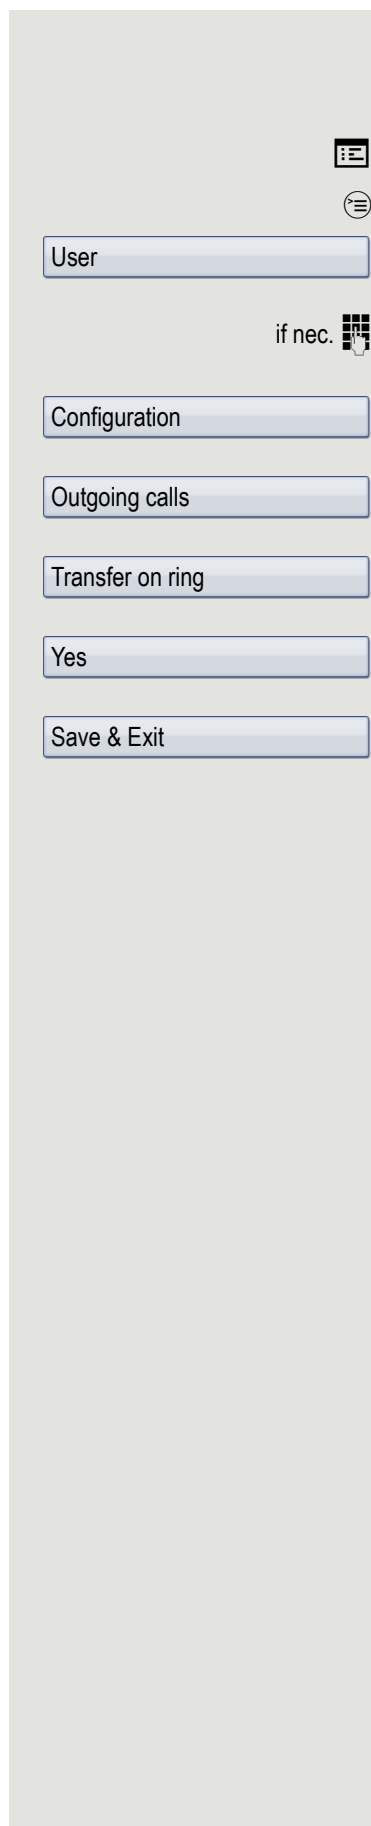 User
if nec.
Configuration
Outgoing calls
Transfer on ring
Yes
Save & Exit